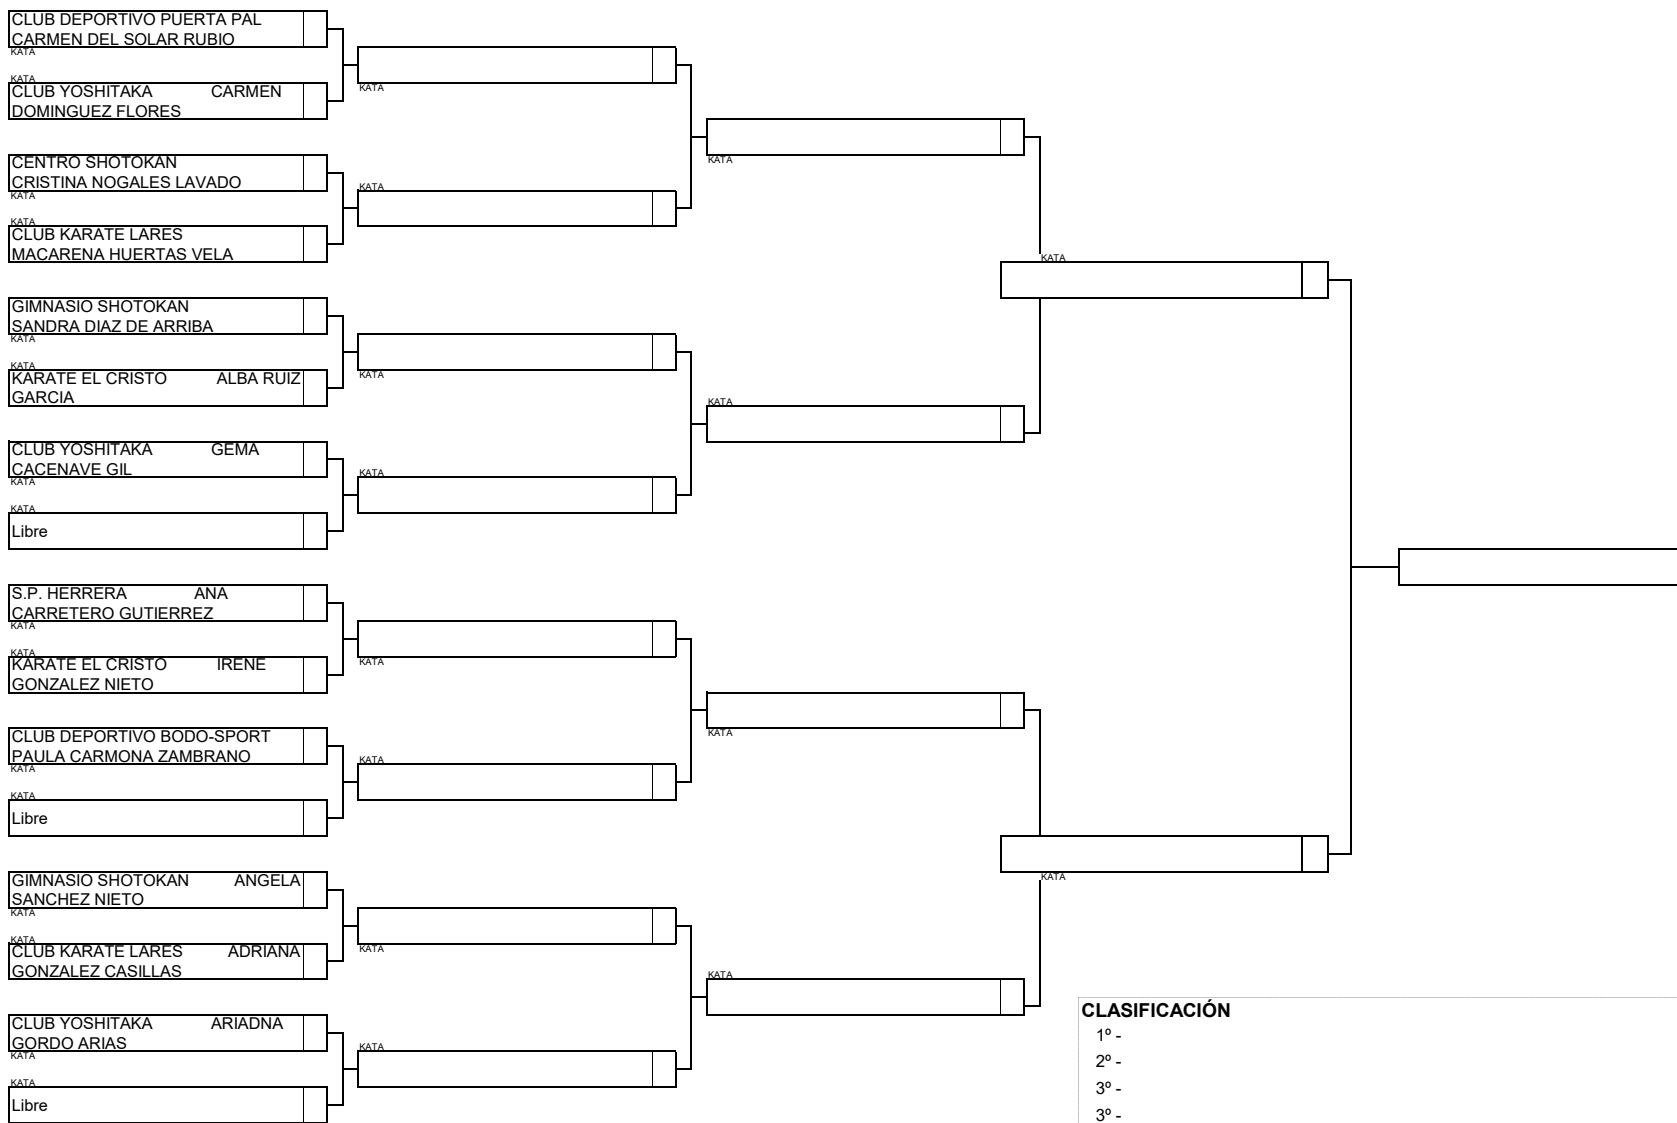 CLUB DEPORTIVO PUERTA PAL
CARMEN DEL SOLAR RUBIO
KATA
KATA
CLUB YOSHITAKA CARMEN
DOMINGUEZ FLORES
CENTRO SHOTOKAN
CRISTINA NOGALES LAVADO
KATA
KATA
CLUB KARATE LARES
MACARENA HUERTAS VELA
GIMNASIO SHOTOKAN
SANDRA DIAZ DE ARRIBA
KATA
KATA
KARATE EL CRISTO ALBA RUIZ
GARCIA
CLUB YOSHITAKA GEMA
CACENAVE GIL
KATA
KATA
Libre
S.P. HERRERA ANA
CARRETERO GUTIERREZ
KATA
KATA
KARATE EL CRISTO IRENE
GONZALEZ NIETO
CLUB DEPORTIVO BODO-SPORT
PAULA CARMONA ZAMBRANO
KATA
KATA
Libre
GIMNASIO SHOTOKAN ANGELA
SANCHEZ NIETO
KATA
KATA
CLUB KARATE LARES ADRIANA
GONZALEZ CASILLAS
CLUB YOSHITAKA ARIADNA
GORDO ARIAS
KATA
KATA
Libre
KATA
KATA
KATA
KATA
KATA
KATA
KATA
KATA
KATA
KATA
KATA
KATA
KATA
KATA
CLASIFICACIÓN
1º -
2º -
3º -
3º -